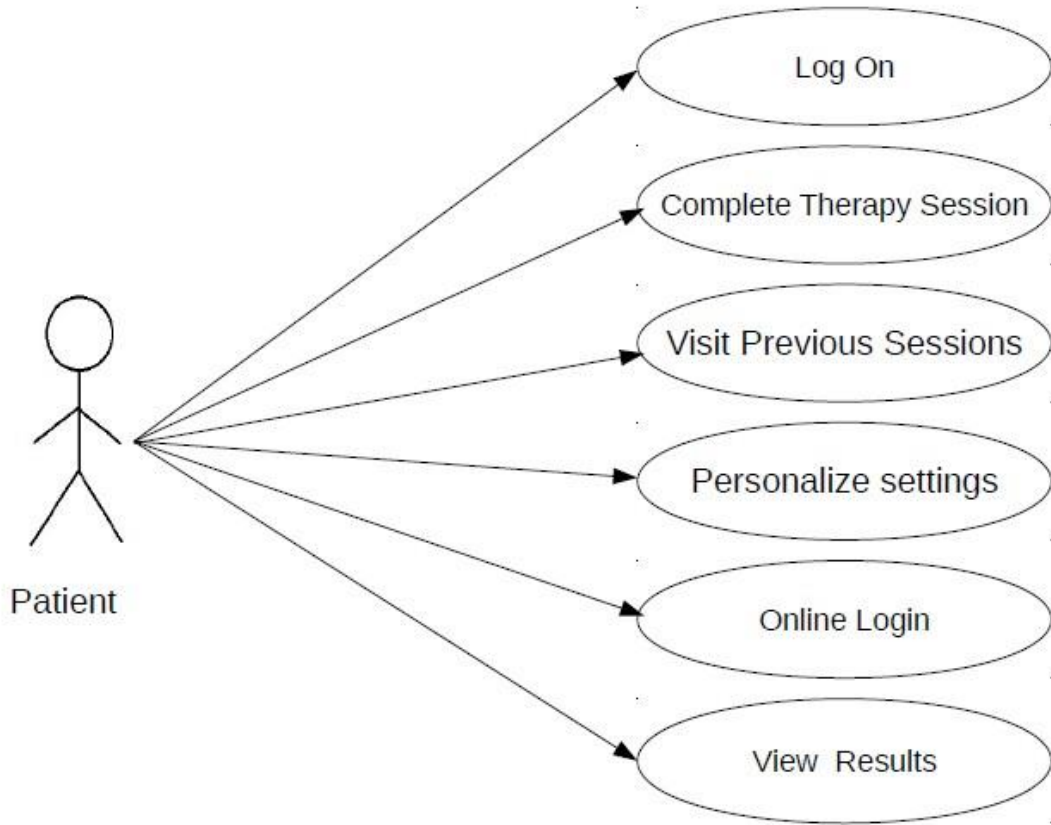 Log On
Complete Therapy Session
Visit Previous Sessions
Personalize settings
Online Login
View  Results
Patient